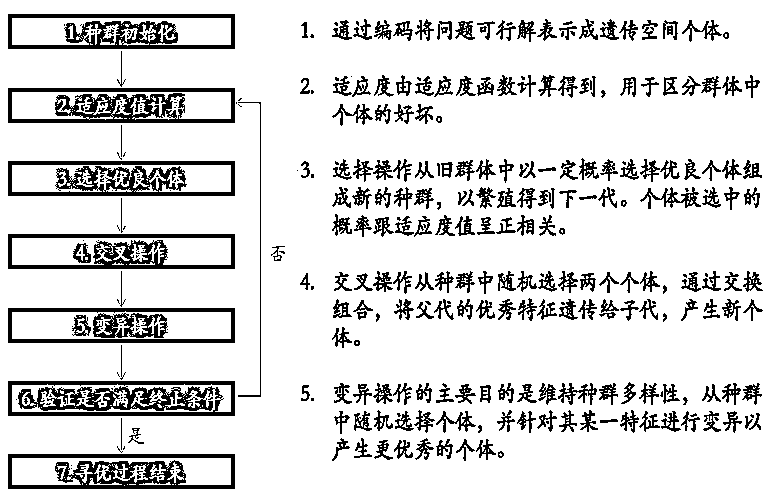 1.种群初始化
2.适应度值计算
3.选择优良个体
4.交叉操作
5.变异操作
6.验证是否满足终止条件
7.寻优过程结束
否
是
1. 通过编码将问题可行解表示成遗传空间个体。
2. 适应度由适应度函数计算得到，用于区分群体中
个体的好坏。
3. 选择操作从旧群体中以一定概率选择优良个体组
成新的种群，以繁殖得到下一代。个体被选中的
概率跟适应度值呈正相关。
4. 交叉操作从种群中随机选择两个个体，通过交换
组合，将父代的优秀特征遗传给子代，产生新个
体。
5. 变异操作的主要目的是维持种群多样性，从种群
中随机选择个体，并针对其某一特征进行变异以
产生更优秀的个体。